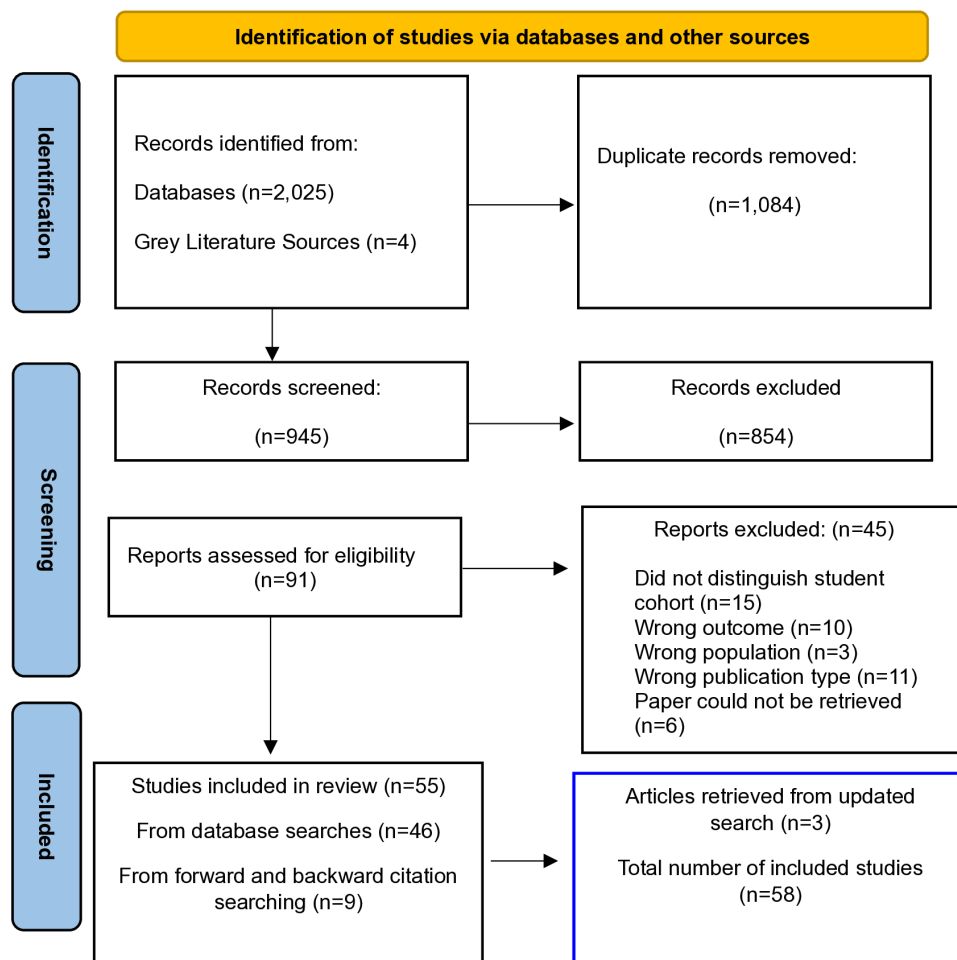 Identification of studies via databases and other sources
Identification
Records identified from:
Databases (n=2,025)
Grey Literature Sources (n=4)
Duplicate records removed:
(n=1,084)
Screening
Records screened:
(n=945)
Records excluded
(n=854)
Reports assessed for eligibility
(n=91)
Reports excluded: (n=45)
Did not distinguish student
cohort (n=15)
Wrong outcome (n=10)
Wrong population (n=3)
Wrong publication type (n=11)
Paper could not be retrieved
(n=6)
Included
Studies included in review (n=55)
From database searches (n=46)
From forward and backward citation
searching (n=9)
Articles retrieved from updated
search (n=3)
Total number of included studies
(n=58)